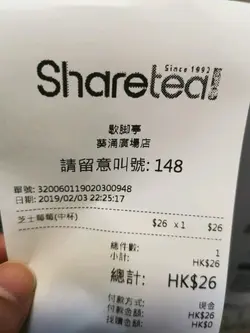 Since 1992
Sharetea
歇脚亭
葵涌廣場店
請留意叫號: 148
單號: 320060119020300948
日期: 2019/02/03 22:25:17
芝士莓莓(中杯) $26 x 1 $26
總件數: 1
小計: HK$26
總計: HK$26
付款方式: 現金
付款金額: HK$26
找續金額: HK$0